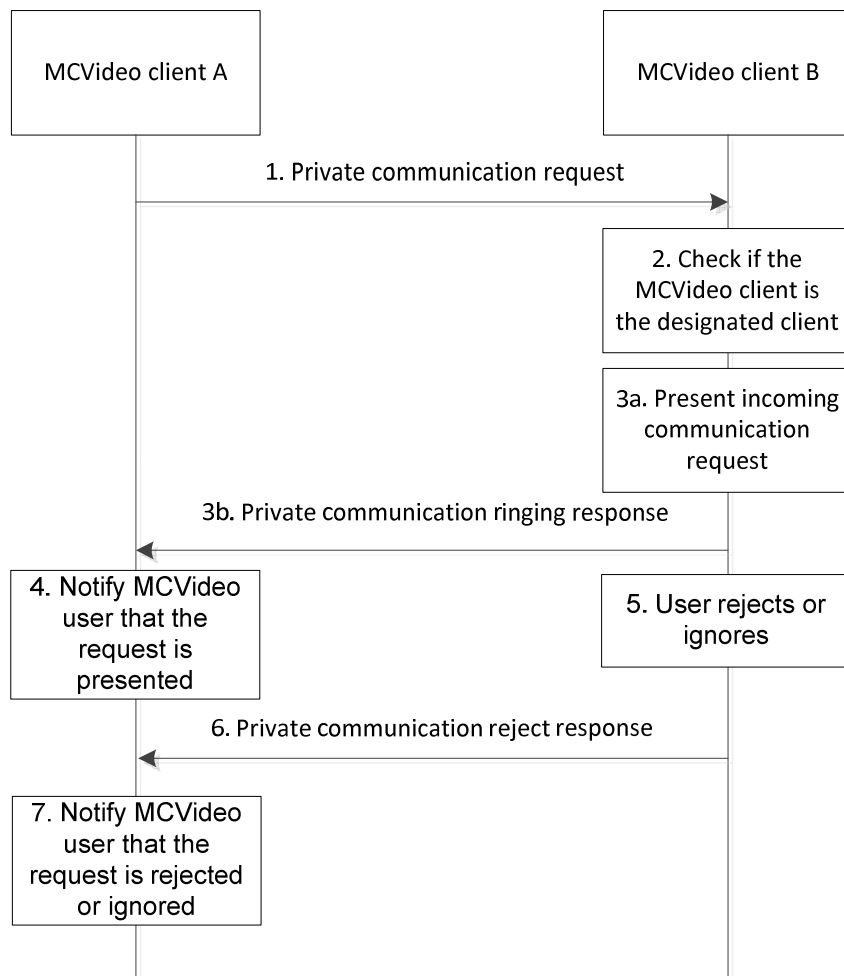 MCVideo client A
MCVideo client B
1. Private communication request
2. Check if the
MCVideo client is
the designated client
3a. Present incoming
communication
request
3b. Private communication ringing response
4. Notify MCVideo
user that the
request is
presented
5. User rejects or
ignores
6. Private communication reject response
7. Notify MCVideo
user that the
request is rejected
or ignored